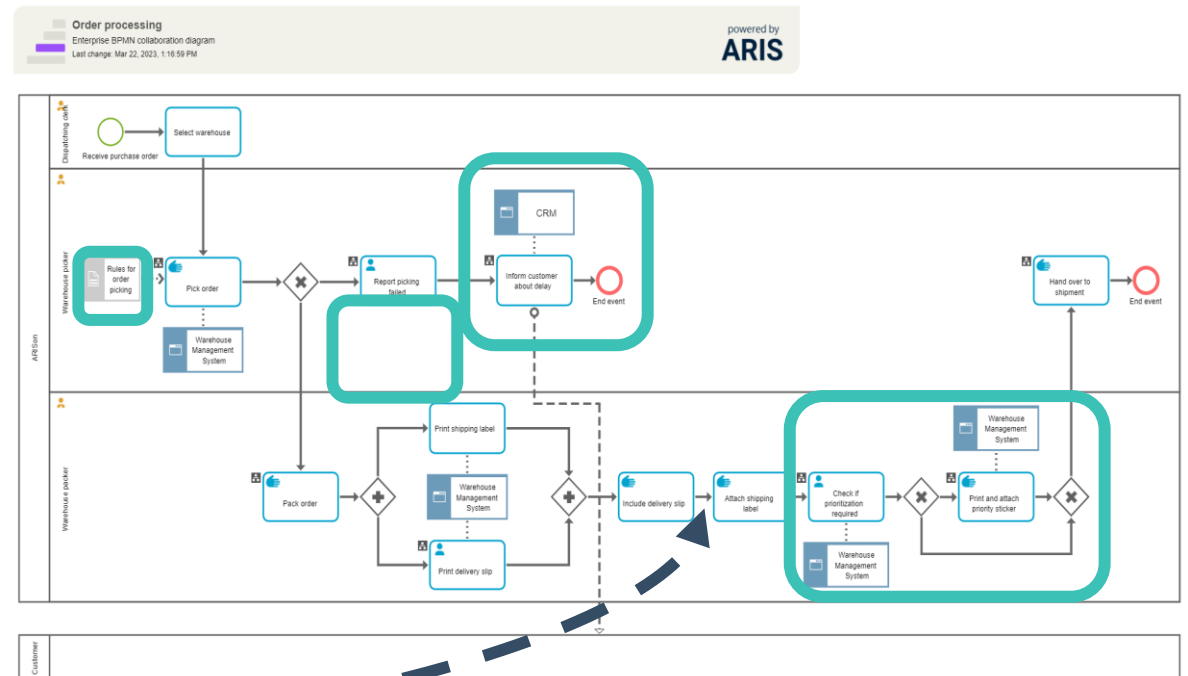 Order processing
Enterprise BPMN collaboration diagram
Last change: Mar 22, 2023, 1:16:59 PM
powered by
ARIS
ARISen
Dispatching clerk
Receive purchase order
Select warehouse
Warehouse picker
Rules for
order
picking
Pick order
Warehouse
Management
System
Report picking
failed
CRM
Inform customer
about delay
End event
Hand over to
shipment
End event
Warehouse packer
Pack order
Print shipping label
Warehouse
Management
System
Print delivery slip
Include delivery slip
Attach shipping
label
Check if
prioritization
required
Warehouse
Management
System
Print and attach
priority sticker
Warehouse
Management
System
Customer